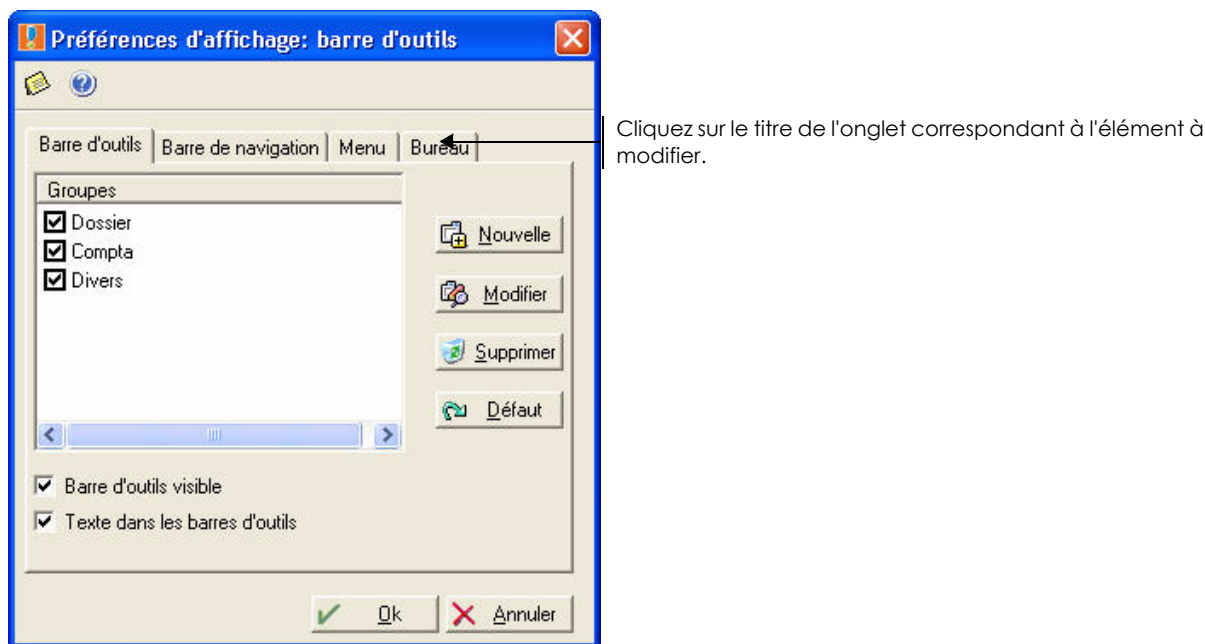 Préférences d'affichage: barre d'outils
Barre d'outils Barre de navigation Menu Bureau
Cliquez sur le titre de l'onglet correspondant à l'élément à
modifier.
Groupes
Dossier
Compta
Divers
Nouvelle
Modifier
Supprimer
Défaut
Barre d'outils visible
Texte dans les barres d'outils
Ok Annuler